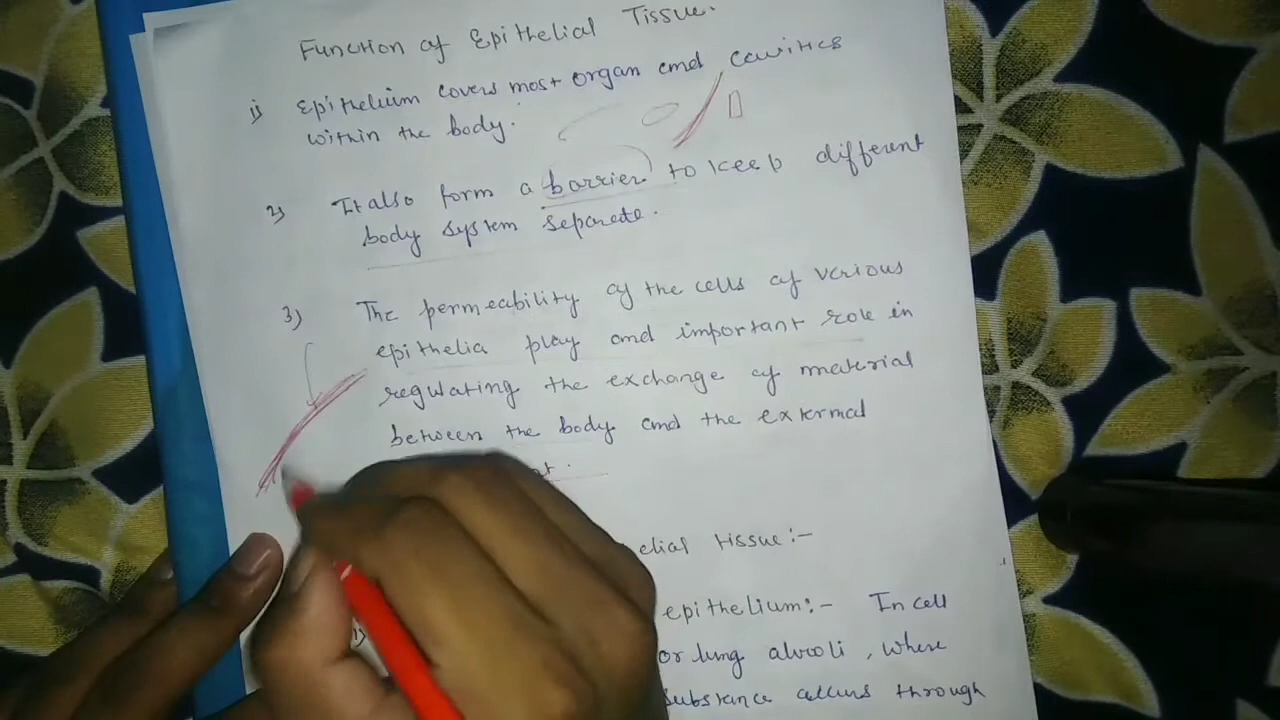 Function of Epithelial Tissue.
1) Epithelium covers most organ and cavities
within the body.
2) It also form a barrier to keep different
body system separate.
3) The permeability of the cells of various
epithelia play and important role in
regulating the exchange of material
between the body and the external
elial tissue:-
1) epithelium:- In cell
or lung alvoli, where
substance through